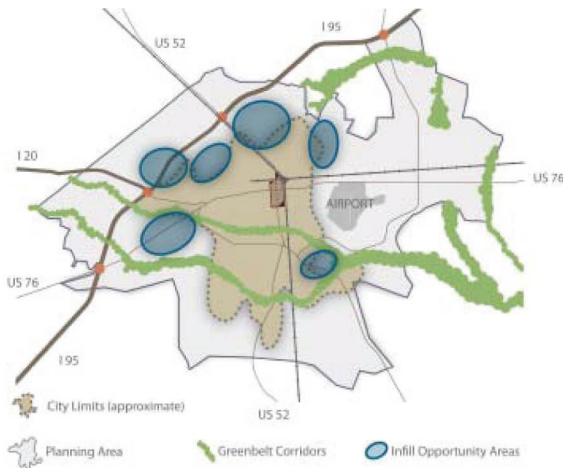 I 95
US 52
I 95
I 20
US 76
AIRPORT
US 76
I 95
US 52
City Limits (approximate)
Planning Area
Greenbelt Corridors
Infill Opportunity Areas